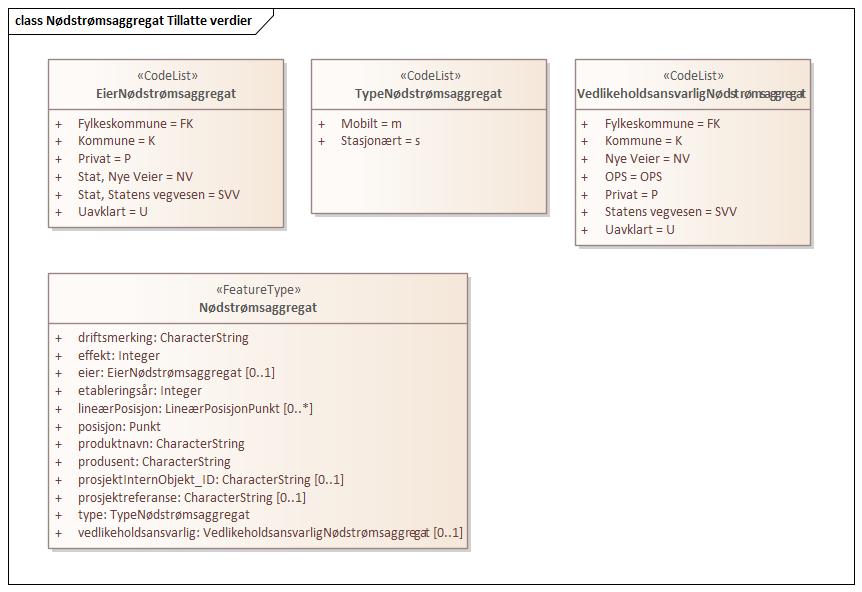 class Nødstrømsaggregat Tillatte verdier
«CodeList»
EierNødstrømsaggregat
+ Fylkeskommune = FK
+ Kommune = K
+ Privat = P
+ Stat, Nye Veier = NV
+ Stat, Statens vegvesen = SVV
+ Uavklart = U
«CodeList»
TypeNødstrømsaggregat
+ Mobilt = m
+ Stasjonært = s
«CodeList»
VedlikeholdsansvarligNødstrømsaggregat
+ Fylkeskommune = FK
+ Kommune = K
+ Nye Veier = NV
+ OPS = OPS
+ Privat = P
+ Statens vegvesen = SVV
+ Uavklart = U
«FeatureType»
Nødstrømsaggregat
+ driftsmerking: CharacterString
+ effekt: Integer
+ eier: EierNødstrømsaggregat [0..1]
+ etableringsår: Integer
+ lineærPosisjon: LineærPosisjonPunkt [0..*]
+ posisjon: Punkt
+ produktnavn: CharacterString
+ produsent: CharacterString
+ prosjektInternObjekt_ID: CharacterString [0..1]
+ prosjektreferanse: CharacterString [0..1]
+ type: TypeNødstrømsaggregat
+ vedlikeholdsansvarlig: VedlikeholdsansvarligNødstrømsaggregat [0..1]